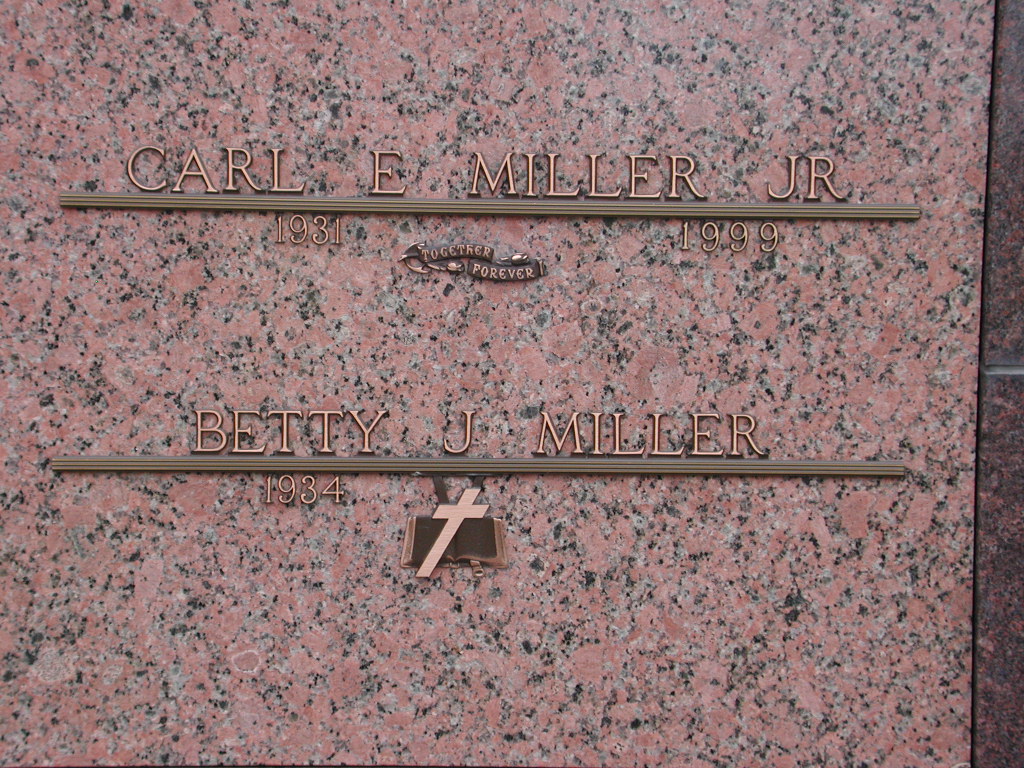 CARL E MILLER JR
1931 1999
TOGETHER
FOREVER
BETTY J MILLER
1934